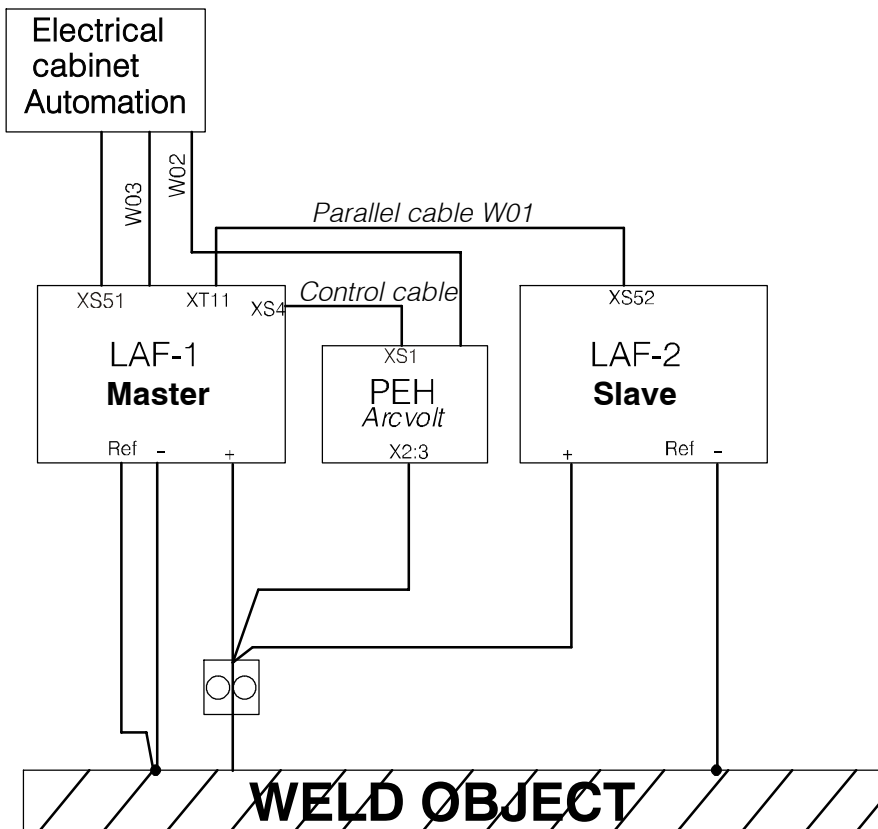 Electrical
cabinet
Automation
W03
W02
Parallel cable W01
XS51
XT11
XS4
Control cable
XS52
LAF-1
Master
XS1
PEH
Arcvolt
X2:3
LAF-2
Slave
Ref - +
+ Ref -
WELD OBJECT